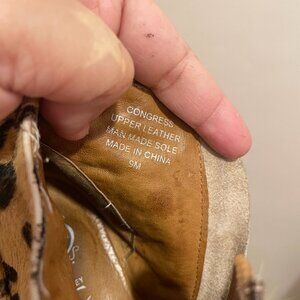 CONGRESS
UPPER LEATHER
MAN MADE SOLE
MADE IN CHINA
9M